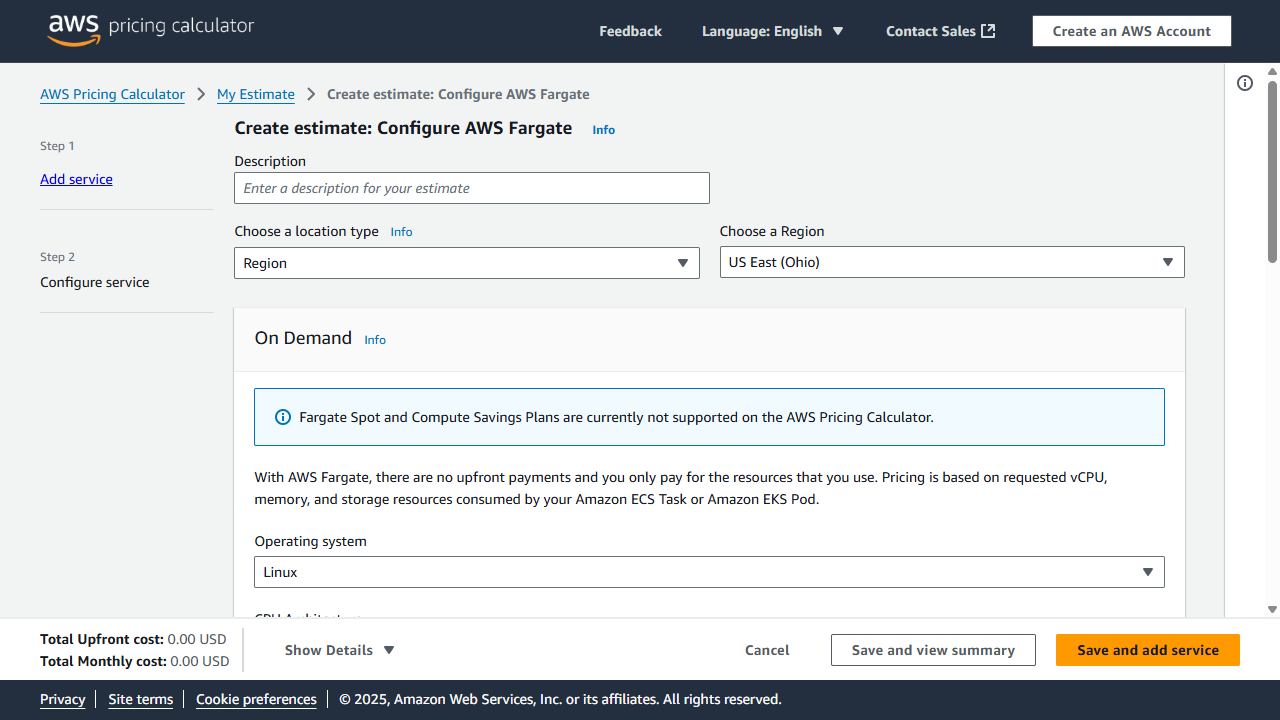 aws pricing calculator
Feedback
Language: English
Contact Sales
Create an AWS Account
AWS Pricing Calculator
My Estimate
Create estimate: Configure AWS Fargate
Step 1
Add service
Step 2
Configure service
Create estimate: Configure AWS Fargate Info
Description
Enter a description for your estimate
Choose a location type Info
Region
Choose a Region
US East (Ohio)
On Demand Info
Fargate Spot and Compute Savings Plans are currently not supported on the AWS Pricing Calculator.
With AWS Fargate, there are no upfront payments and you only pay for the resources that you use. Pricing is based on requested vCPU,
memory, and storage resources consumed by your Amazon ECS Task or Amazon EKS Pod.
Operating system
Linux
CPU Architecture
Total Upfront cost: 0.00 USD
Total Monthly cost: 0.00 USD
Show Details
Cancel
Save and view summary
Save and add service
Privacy
Site terms
Cookie preferences
© 2025, Amazon Web Services, Inc. or its affiliates. All rights reserved.